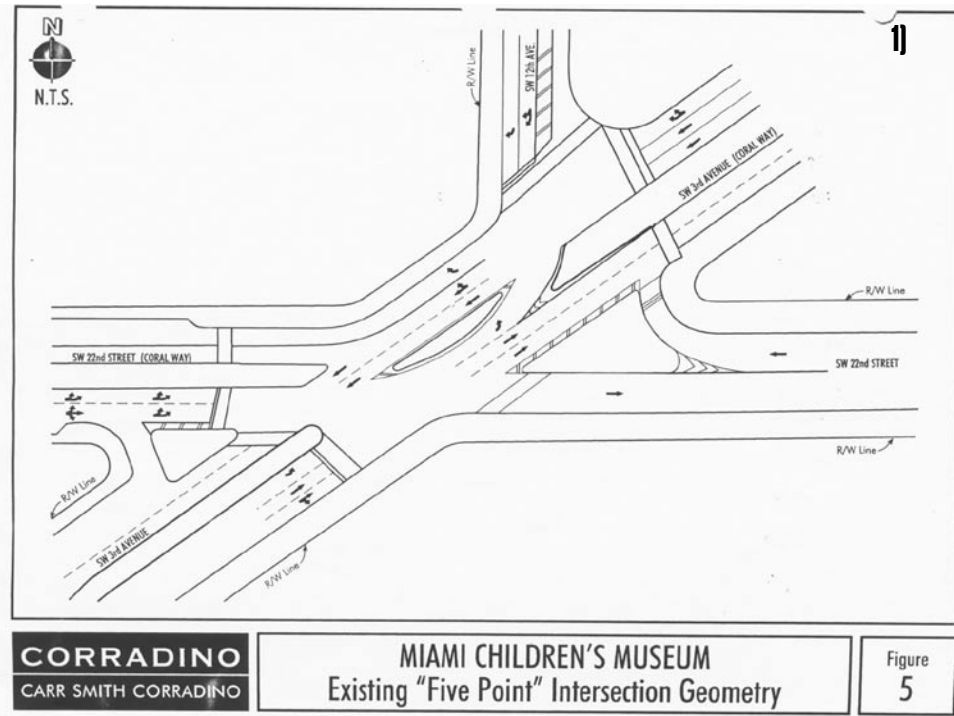 N
N.T.S.
1)
R/W Line
SW 12th AVE.
SW 3rd AVENUE (CORAL WAY)
R/W Line
SW 22nd STREET (CORAL WAY)
SW 22nd STREET
R/W Line
R/W Line
SW 3rd AVENUE
R/W Line
CORRADINO
CARR SMITH CORRADINO
MIAMI CHILDREN'S MUSEUM
Existing "Five Point" Intersection Geometry
Figure
5